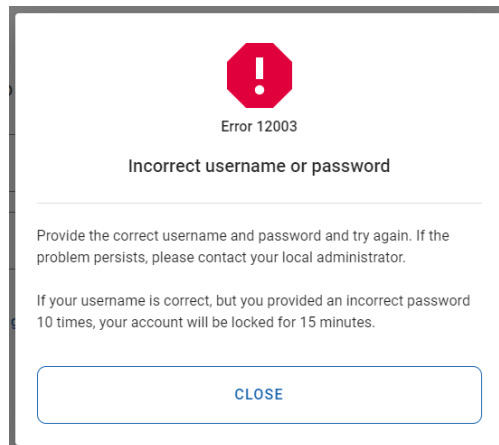 Error 12003
Incorrect username or password
Provide the correct username and password and try again. If the
problem persists, please contact your local administrator.
If your username is correct, but you provided an incorrect password
10 times, your account will be locked for 15 minutes.
CLOSE